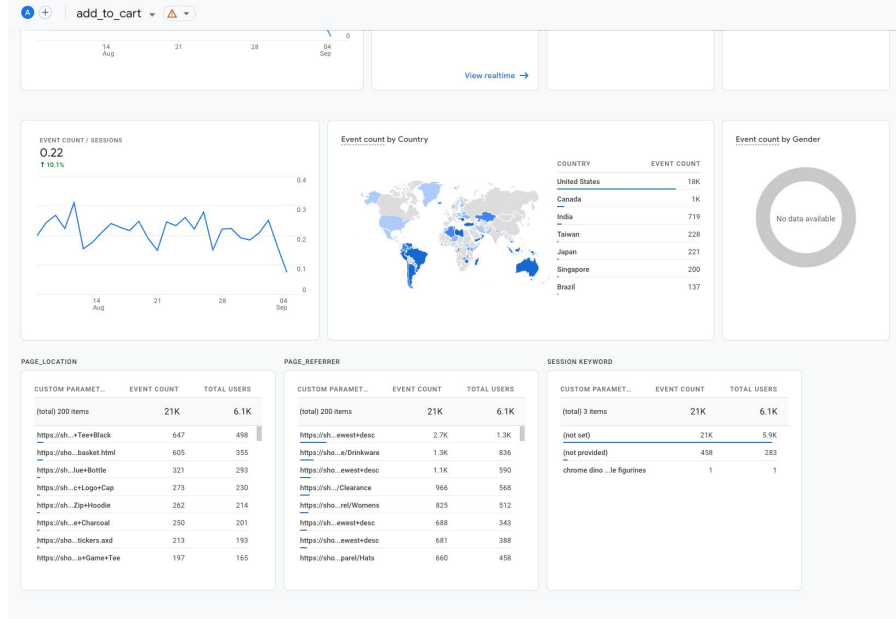 A add_to_cart
0
14 21 28 04
Aug Sep
View realtime
EVENT COUNT / SESSIONS
0.22
↑ 10.1%
0.4
0.3
0.2
0.1
0
14 21 28 04
Aug Sep
Event count by Country
COUNTRY EVENT COUNT
United States 18K
Canada 1K
India 719
Taiwan 228
Japan 221
Singapore 200
Brazil 137
Event count by Gender
No data available
PAGE_LOCATION
CUSTOM PARAMET... EVENT COUNT TOTAL USERS
(total) 200 items 21K 6.1K
https://sh...+Tee+Black 647 498
https://sho...basket.html 605 355
https://sh...lue+Bottle 321 293
https://sh...c+Logo+Cap 273 230
https://sh...Zip+Hoodie 262 214
https://sh...e+Charcoal 250 201
https://sho...tickers.axd 213 193
https://sho...o+Game+Tee 197 165
PAGE_REFERRER
CUSTOM PARAMET... EVENT COUNT TOTAL USERS
(total) 200 items 21K 6.1K
https://sh...ewest+desc 2.7K 1.3K
https://sho...e/Drinkware 1.3K 836
https://sho...ewest+desc 1.1K 590
https://sh.../Clearance 966 568
https://sho...rel/Womens 825 512
https://sh...ewest+desc 688 343
https://sho...ewest+desc 681 388
https://sho...parel/Hats 660 458
SESSION KEYWORD
CUSTOM PARAMET... EVENT COUNT TOTAL USERS
(total) 3 items 21K 6.1K
(not set) 21K 5.9K
(not provided) 458 283
chrome dino ...le figurines 1 1